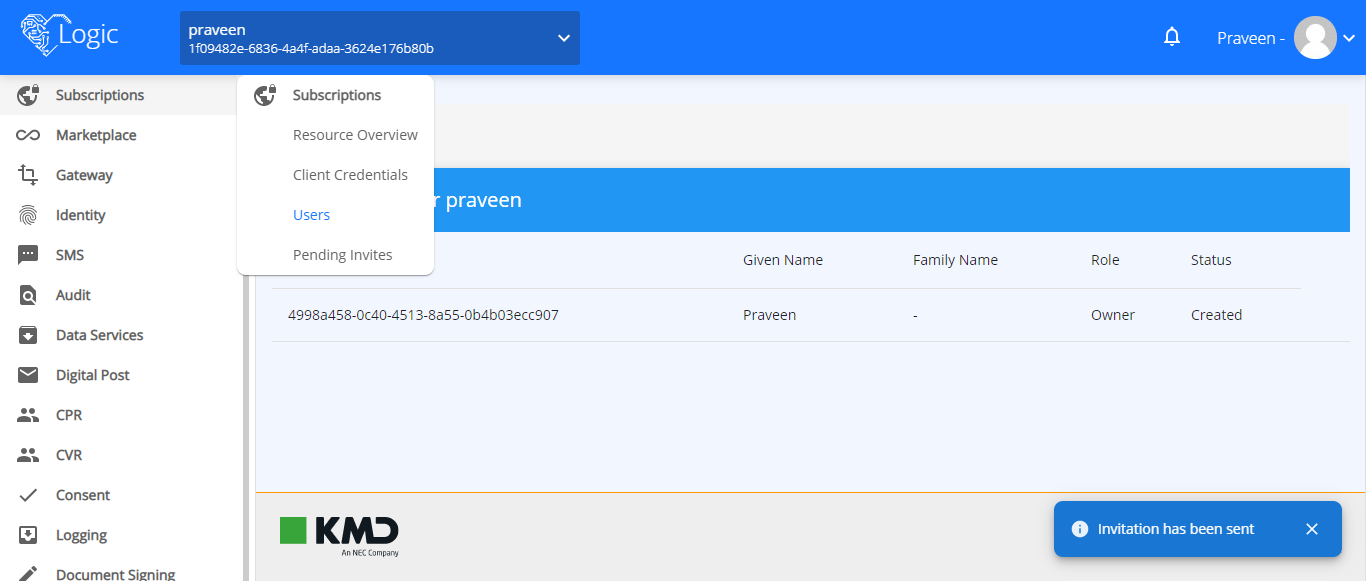 Logic
praveen
1f09482e-6836-4a4f-adaa-3624e176b80b
Praveen -
Subscriptions
Marketplace
Gateway
Identity
SMS
Audit
Data Services
Digital Post
CPR
CVR
Consent
Logging
Document Signing
Subscriptions
Resource Overview
Client Credentials
Users
Pending Invites
r praveen
Given Name Family Name Role Status
4998a458-0c40-4513-8a55-0b4b03ecc907 Praveen - Owner Created
KMD
An NEC Company
Invitation has been sent